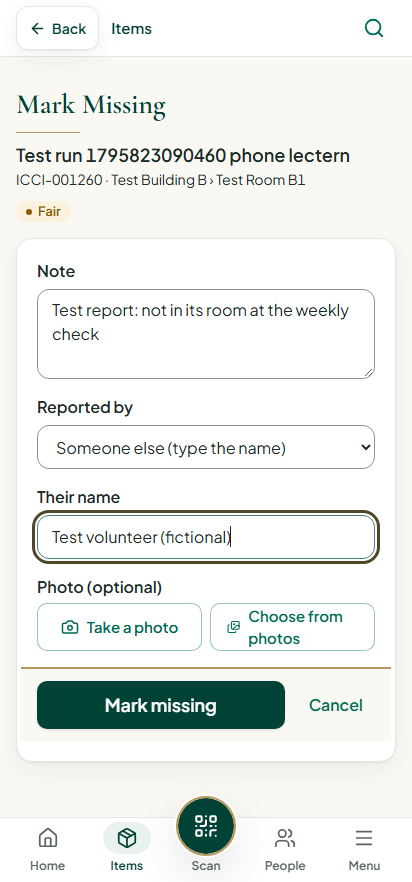 Back
Items
Mark Missing
Test run 1795823090460 phone lectern
ICCI-001260 · Test Building B › Test Room B1
Fair
Note
Test report: not in its room at the weekly
check
Reported by
Someone else (type the name)
Their name
Test volunteer (fictional)
Photo (optional)
Take a photo
Choose from
photos
Mark missing
Cancel
Home
Items
Scan
People
Menu